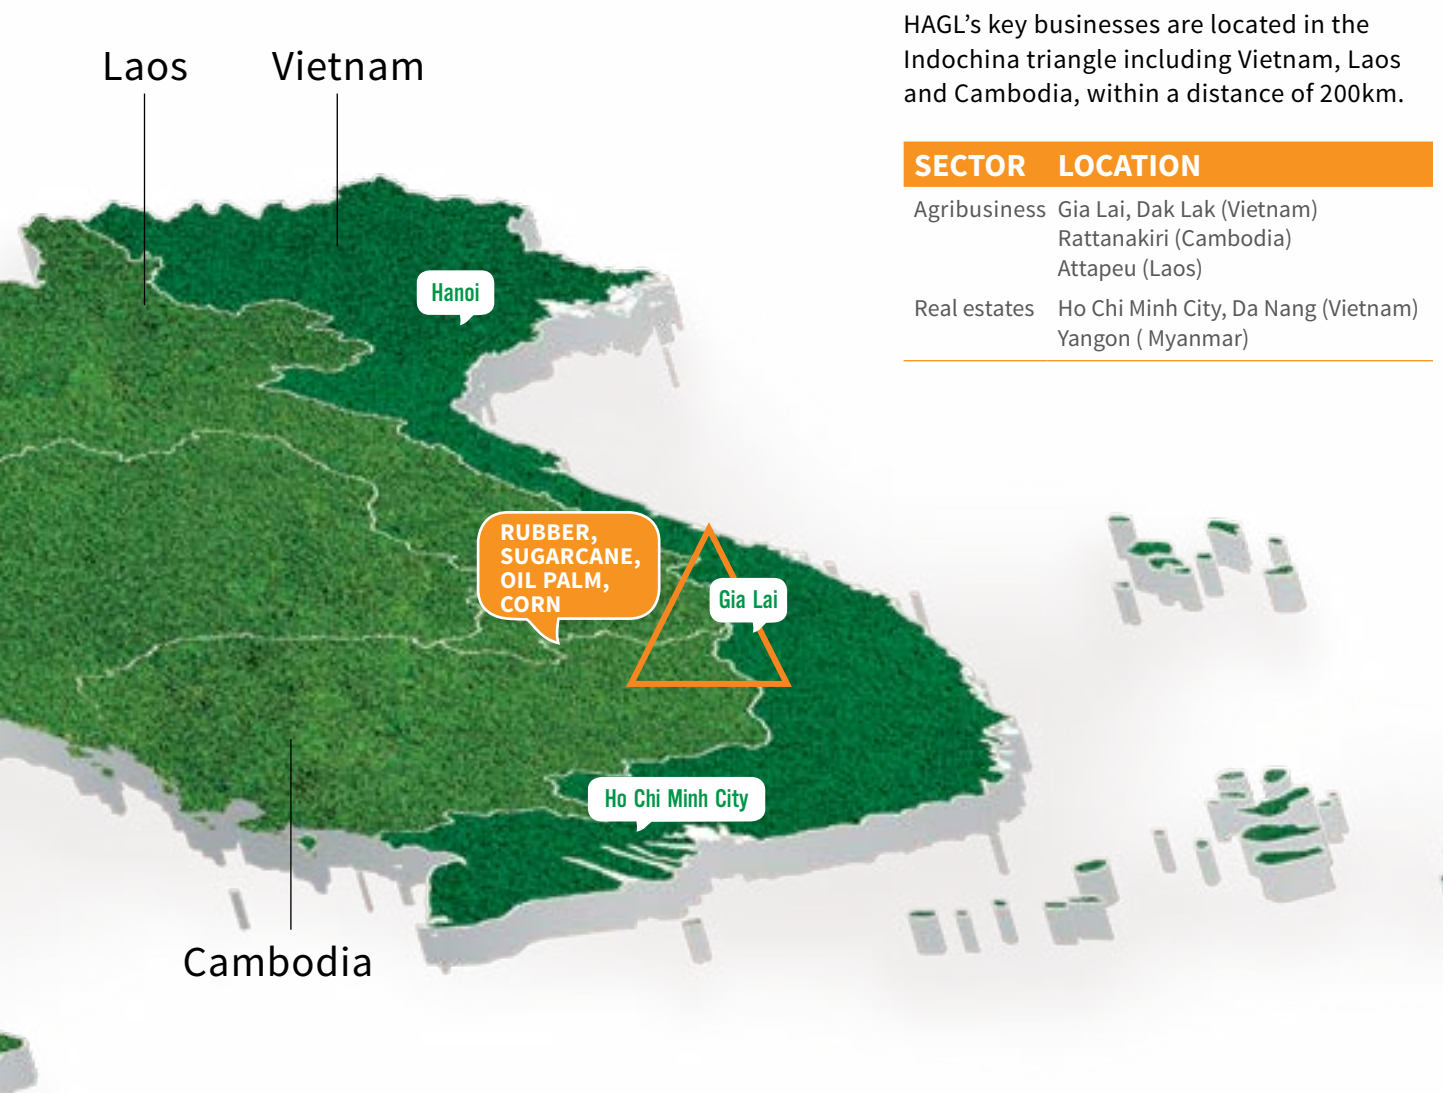 HAGL’s key businesses are located in the
Indochina triangle including Vietnam, Laos
and Cambodia, within a distance of 200km.
SECTOR LOCATION
Agribusiness Gia Lai, Dak Lak (Vietnam)
Rattanakiri (Cambodia)
Attapeu (Laos)
Real estates Ho Chi Minh City, Da Nang (Vietnam)
Yangon ( Myanmar)
Laos
Vietnam
Hanoi
RUBBER,
SUGARCANE,
OIL PALM,
CORN
Gia Lai
Ho Chi Minh City
Cambodia